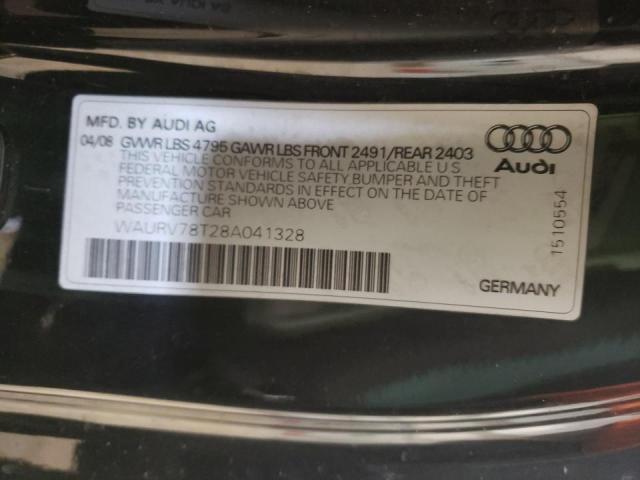 MFD. BY AUDI AG
04/08 GVWR LBS 4795 GAWR LBS FRONT 2491/REAR 2403
THIS VEHICLE CONFORMS TO ALL APPLICABLE U S
FEDERAL MOTOR VEHICLE SAFETY BUMPER AND THEFT
PREVENTION STANDARDS IN EFFECT ON THE DATE OF
MANUFACTURE SHOWN ABOVE
PASSENGER CAR
WAURV78T28A041328
Audi
1510554
GERMANY